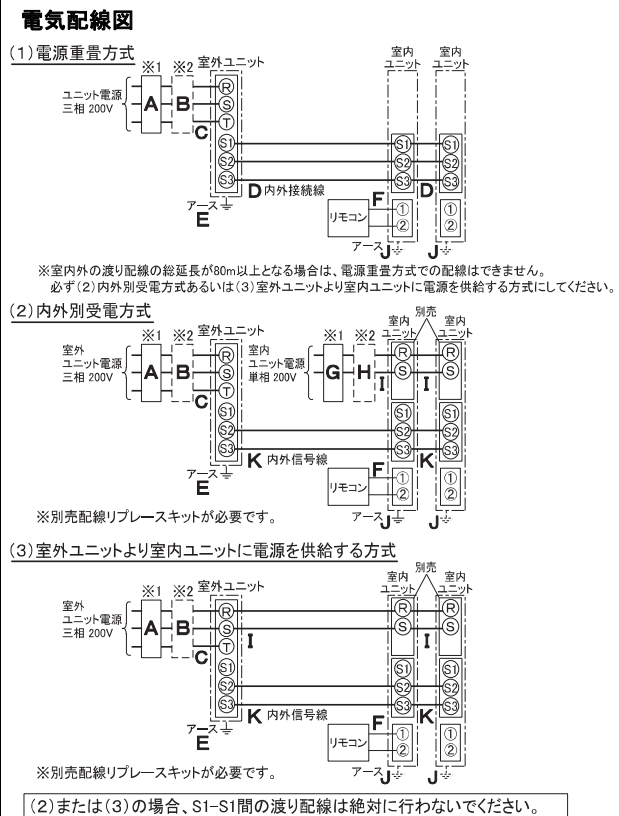 電気配線図
(1)電源重畳方式
※1 ※2 室外ユニット
室内ユニット 室内ユニット
ユニット電源
三相 200V
A B C
R
S
T
S1
S2
S3
S1
S2
S3
S1
S2
S3
D 内外接続線
D
アース
E
リモコン
F
①
②
①
②
アース J J
※室内外の渡り配線の総延長が80m以上となる場合は、電源重畳方式での配線はできません。
必ず(2)内外別受電方式あるいは(3)室外ユニットより室内ユニットに電源を供給する方式にしてください。
(2)内外別受電方式
別売
※1 ※2 室外ユニット
※1 ※2
室内ユニット 室内ユニット
室外
ユニット電源
三相 200V
A B C
R
S
T
S1
S2
S3
室内
ユニット電源
単相 200V
G H I I
R
S
S1
S2
S3
R
S
S1
S2
S3
K 内外信号線
K
アース
E
リモコン
F
①
②
①
②
アース J J
※別売配線リプレースキットが必要です。
(3)室外ユニットより室内ユニットに電源を供給する方式
別売
※1 ※2 室外ユニット
室内ユニット 室内ユニット
室外
ユニット電源
三相 200V
A B C
R
S
T
S1
S2
S3
I I
R
S
S1
S2
S3
R
S
S1
S2
S3
K 内外信号線
K
アース
E
リモコン
F
①
②
①
②
アース J J
※別売配線リプレースキットが必要です。
(2)または(3)の場合、S1-S1間の渡り配線は絶対に行わないでください。